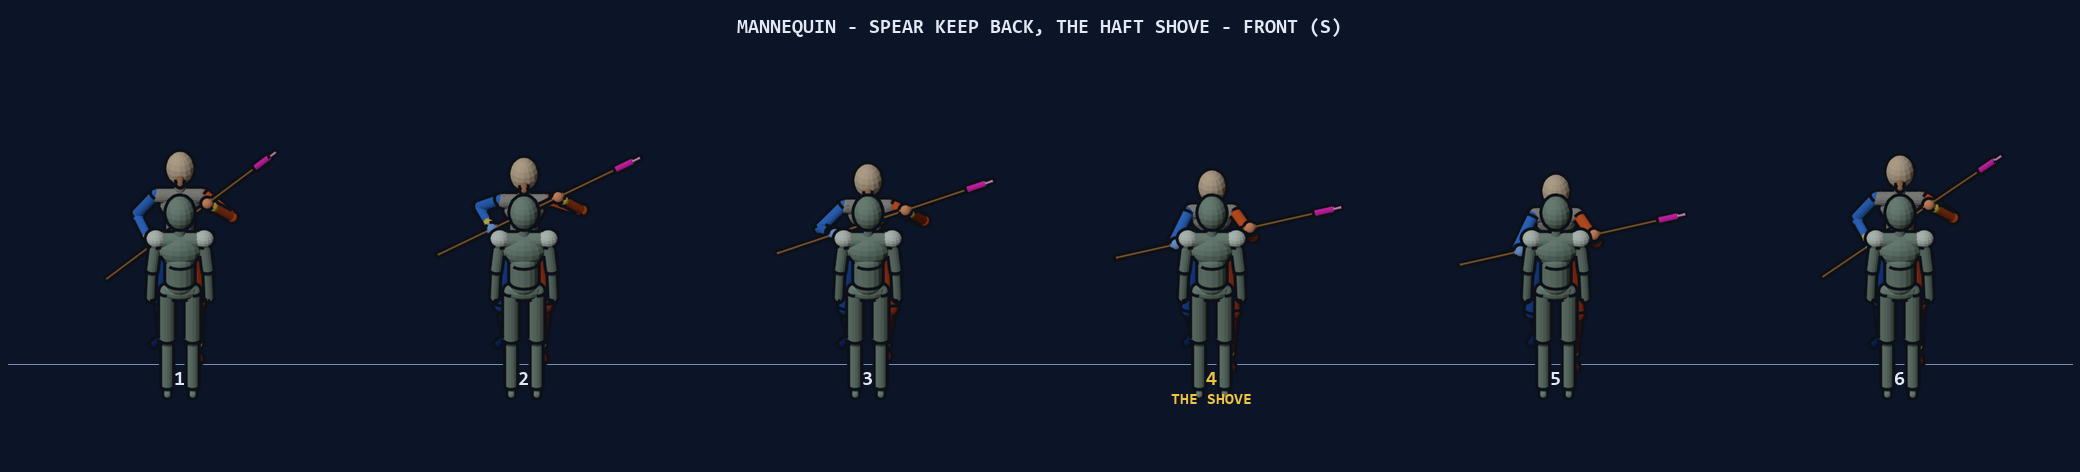 MANNEQUIN - SPEAR KEEP BACK, THE HAFT SHOVE - FRONT (S)
1 2 3 4 5 6
THE SHOVE